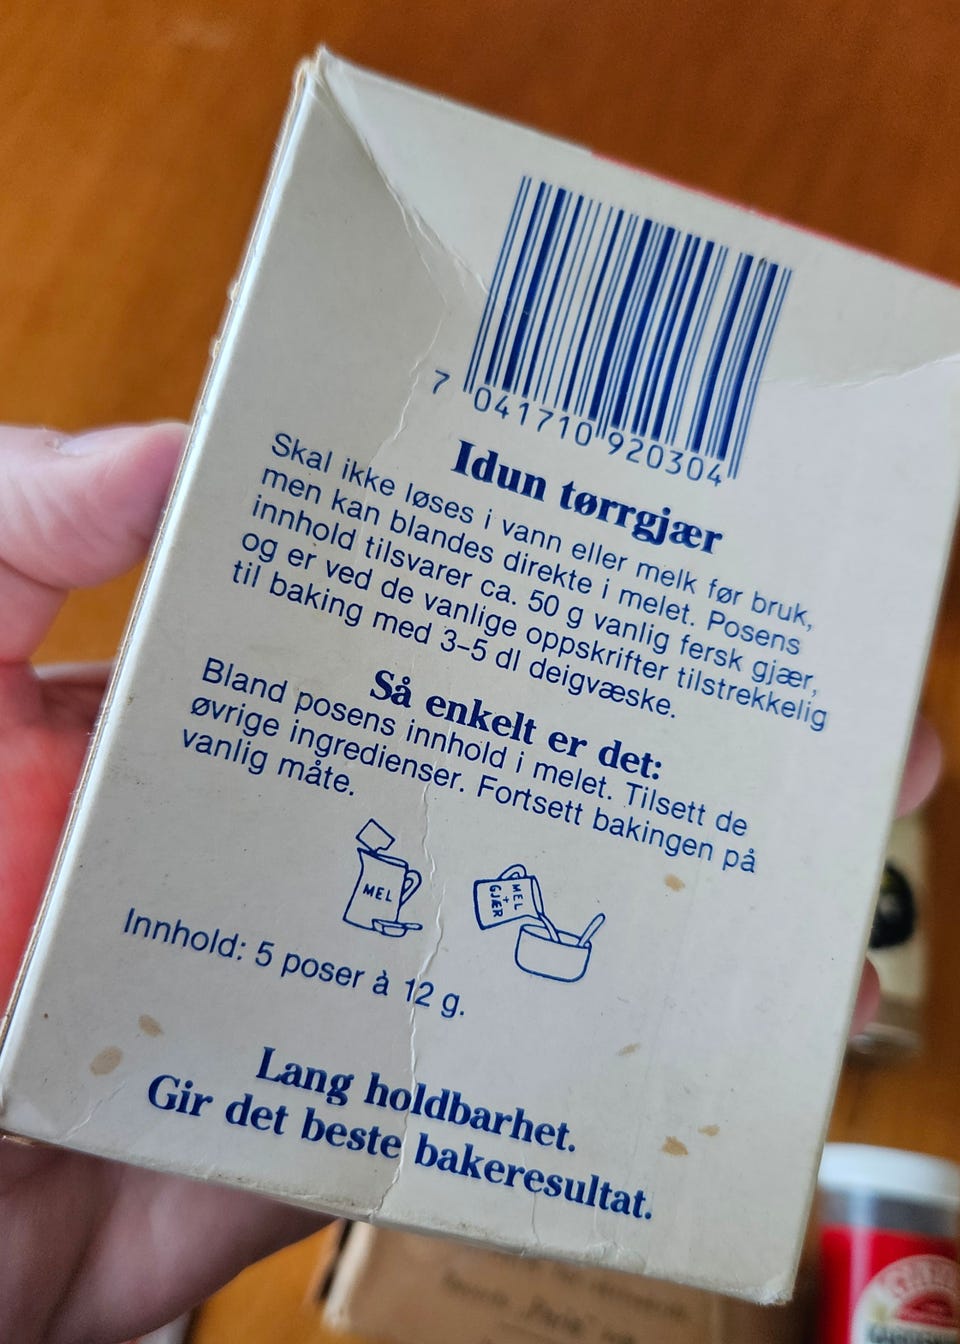 7 041710 920304
Idun tørrgjær
Skal ikke løses i vann eller melk før bruk,
men kan blandes direkte i melet. Posens
innhold tilsvarer ca. 50 g vanlig fersk gjær,
og er ved de vanlige oppskrifter tilstrekkelig
til baking med 3-5 dl deigvæske.
Så enkelt er det:
Bland posens innhold i melet. Tilsett de
øvrige ingredienser. Fortsett bakingen på
vanlig måte.
MEL
MEL
+
GJÆR
Innhold: 5 poser à 12 g.
Lang holdbarhet.
Gir det beste bakeresultat.